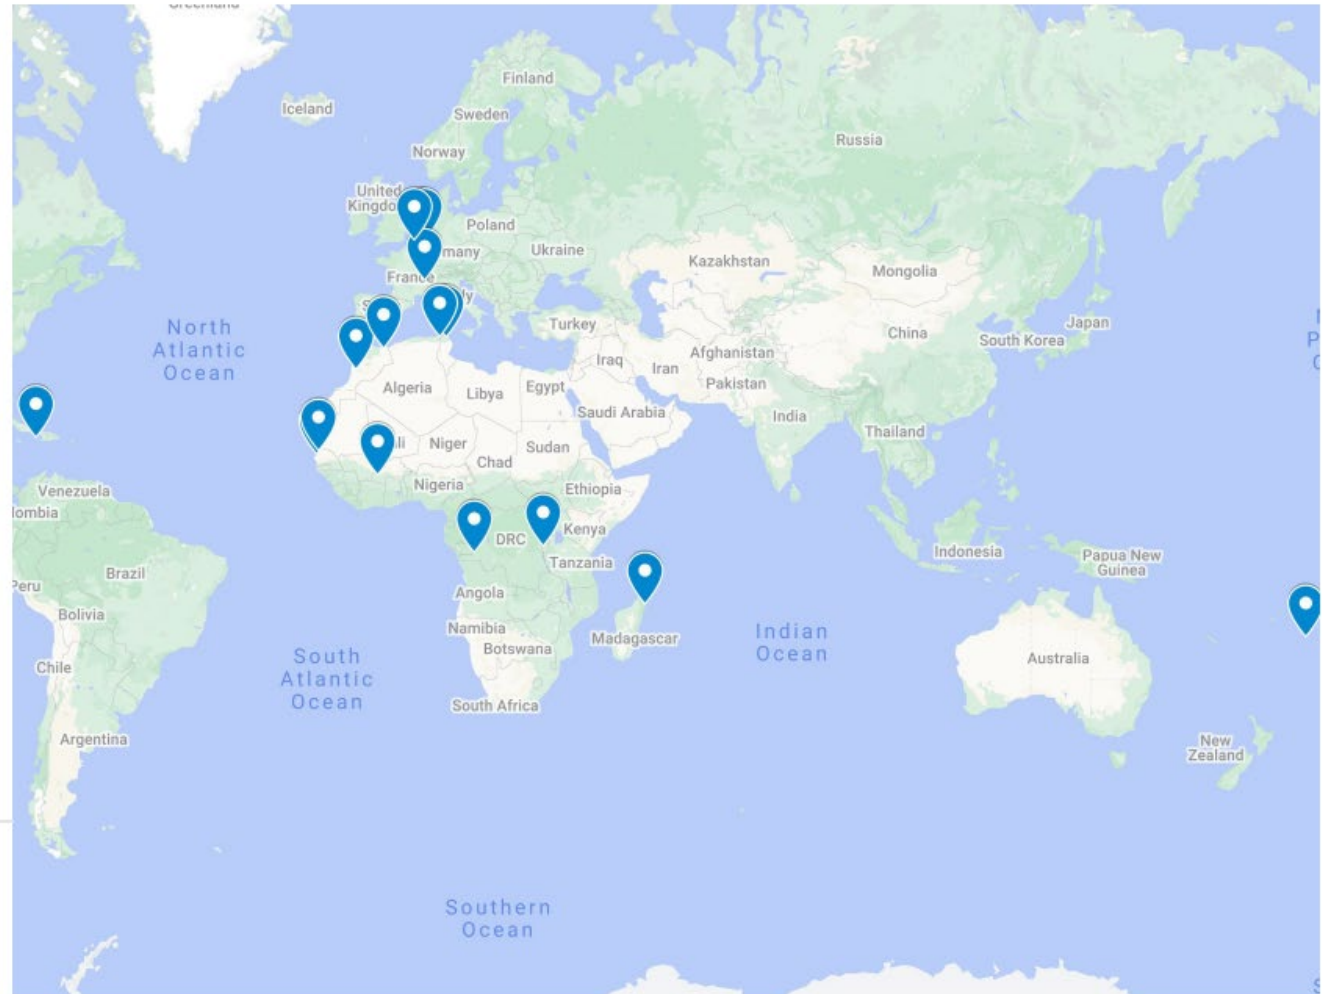 Greenland
Iceland
Finland
Sweden
Norway
Russia
United
Kingdo
Poland
many
Ukraine
France
Kazakhstan
Mongolia
S
ly
Turkey
North
Atlantic
Ocean
China
Japan
South Korea
Iraq
Iran
Afghanistan
Pakistan
Algeria
Libya
Egypt
Saudi Arabia
India
Thailand
li
Niger
Chad
Sudan
Nigeria
Ethiopia
Venezuela
lombia
DRC
Kenya
Tanzania
Indonesia
Papua New
Guinea
Brazil
Peru
Angola
Bolivia
Namibia
Botswana
Madagascar
Indian
Ocean
Australia
Chile
South
Atlantic
Ocean
South Africa
Argentina
New
Zealand
Southern
Ocean